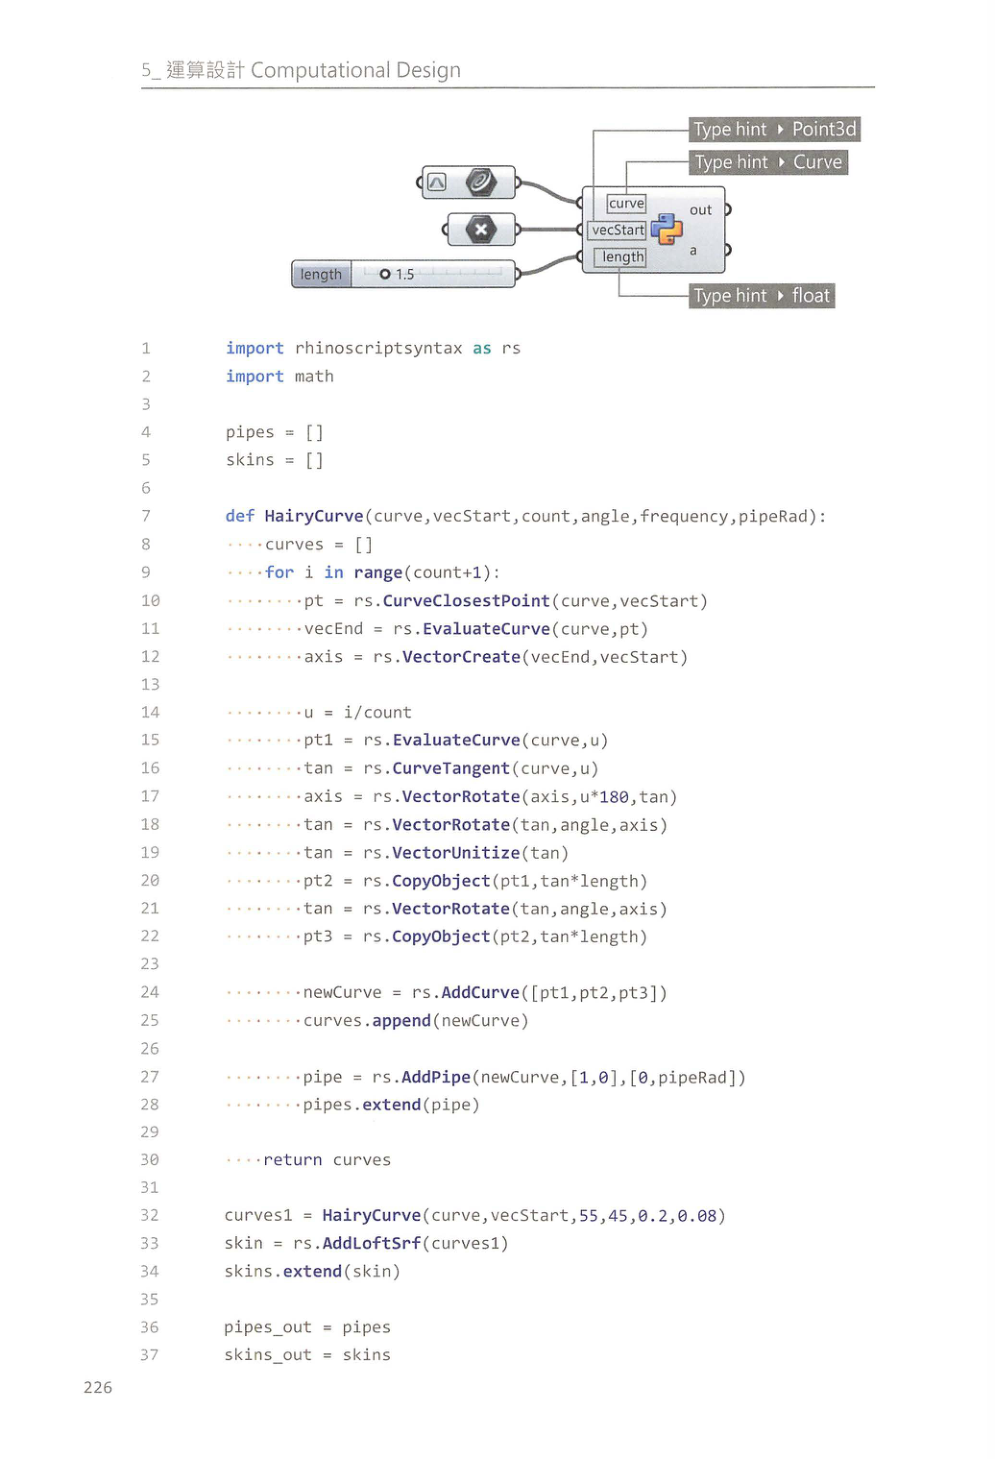 5_ 運算設計 Computational Design
Type hint ▸ Point3d
Type hint ▸ Curve
curve
out
vecStart
a
length
length 1.5
Type hint ▸ float
1 import rhinoscriptsyntax as rs
2 import math
3
4 pipes = []
5 skins = []
6
7 def HairyCurve(curve,vecStart,count,angle,frequency,pipeRad):
8 ····curves = []
9 ····for i in range(count+1):
10 ········pt = rs.CurveClosestPoint(curve,vecStart)
11 ········vecEnd = rs.EvaluateCurve(curve,pt)
12 ········axis = rs.VectorCreate(vecEnd,vecStart)
13
14 ········u = i/count
15 ········pt1 = rs.EvaluateCurve(curve,u)
16 ········tan = rs.CurveTangent(curve,u)
17 ········axis = rs.VectorRotate(axis,u*180,tan)
18 ········tan = rs.VectorRotate(tan,angle,axis)
19 ········tan = rs.VectorUnitize(tan)
20 ········pt2 = rs.CopyObject(pt1,tan*length)
21 ········tan = rs.VectorRotate(tan,angle,axis)
22 ········pt3 = rs.CopyObject(pt2,tan*length)
23
24 ········newCurve = rs.AddCurve([pt1,pt2,pt3])
25 ········curves.append(newCurve)
26
27 ········pipe = rs.AddPipe(newCurve,[1,0],[0,pipeRad])
28 ········pipes.extend(pipe)
29
30 ····return curves
31
32 curves1 = HairyCurve(curve,vecStart,55,45,0.2,0.08)
33 skin = rs.AddLoftSrf(curves1)
34 skins.extend(skin)
35
36 pipes_out = pipes
37 skins_out = skins
226